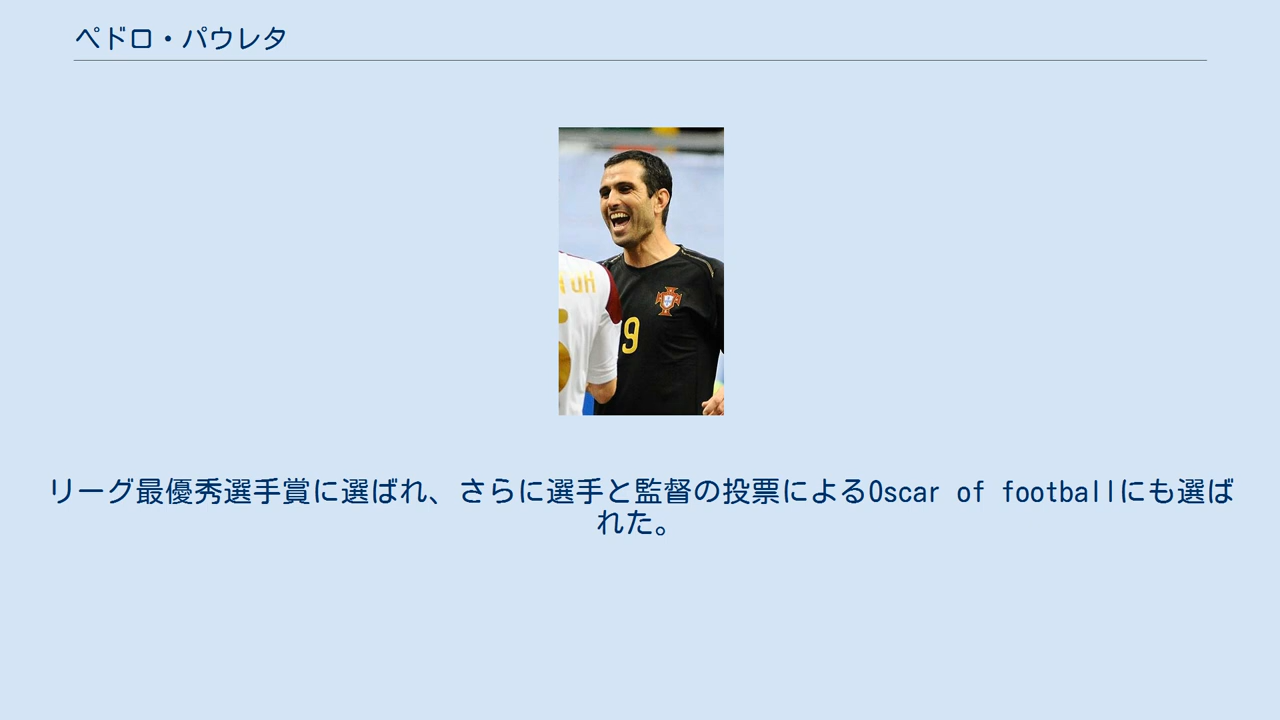 ペドロ・パウレタ
9
リーグ最優秀選手賞に選ばれ、さらに選手と監督の投票によるOscar of footballにも選ば
れた。